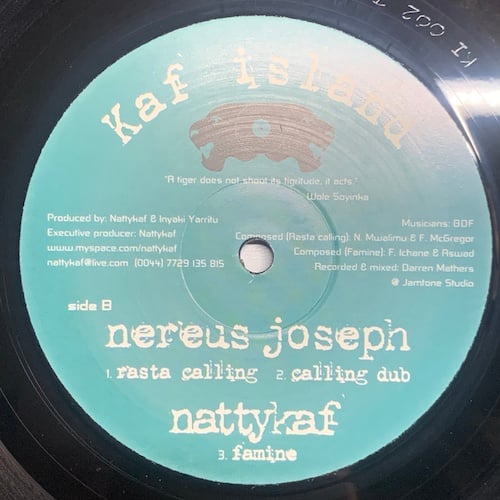 KI 002
Kaf island
"A tiger does not shout its tigritude, it acts."
Wole Soyinka
Produced by: Nattykaf & Inyaki Yarritu
Executive producer: Nattykaf
www.myspace.com/nattykaf
nattykaf@live.com (0044) 7729 135 815
Musicians: BDF
Composed (Rasta calling): N. Mwalimu & F. McGregor
Composed (Famine): F. Ichane & Aswad
Recorded & mixed: Darren Mathers
@ Jamtone Studio
side B
nereus joseph
1. rasta calling 2. calling dub
nattykaf
3. famine